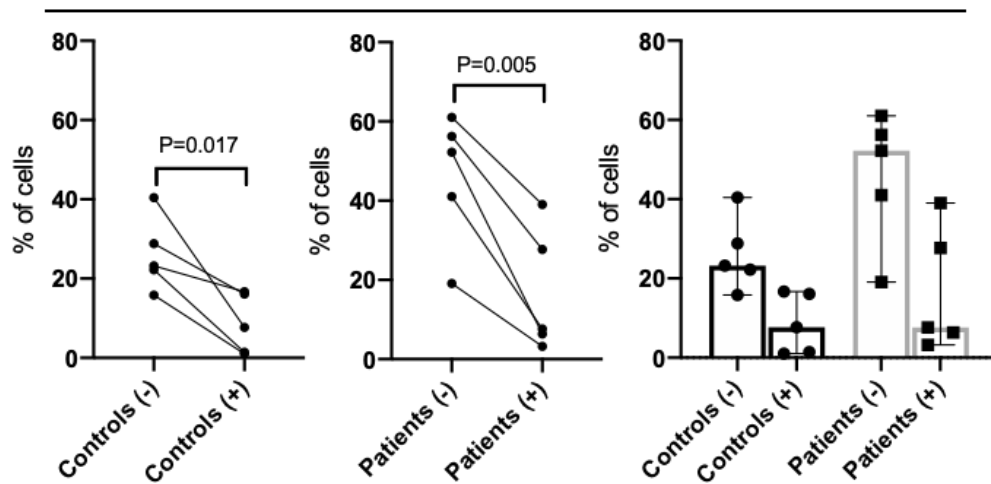 80
60
40
20
0
% of cells
P=0.017
Controls (-)
Controls (+)
80
60
40
20
0
% of cells
P=0.005
Patients (-)
Patients (+)
80
60
40
20
0
% of cells
Controls (-)
Controls (+)
Patients (-)
Patients (+)